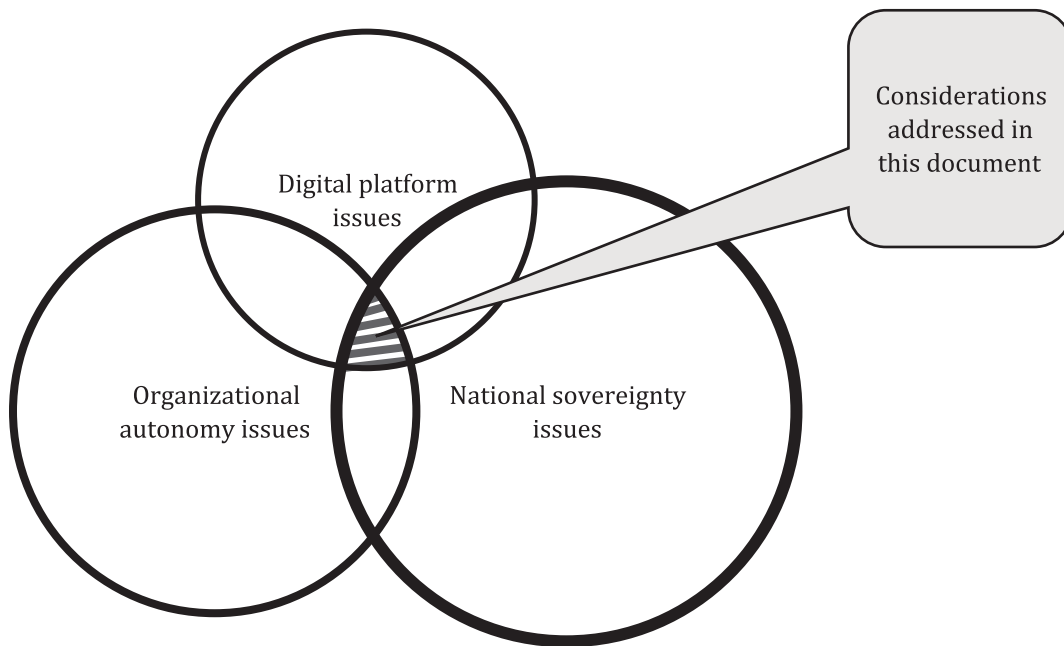 Considerations
addressed in
this document
Digital platform
issues
Organizational
autonomy issues
National sovereignty
issues